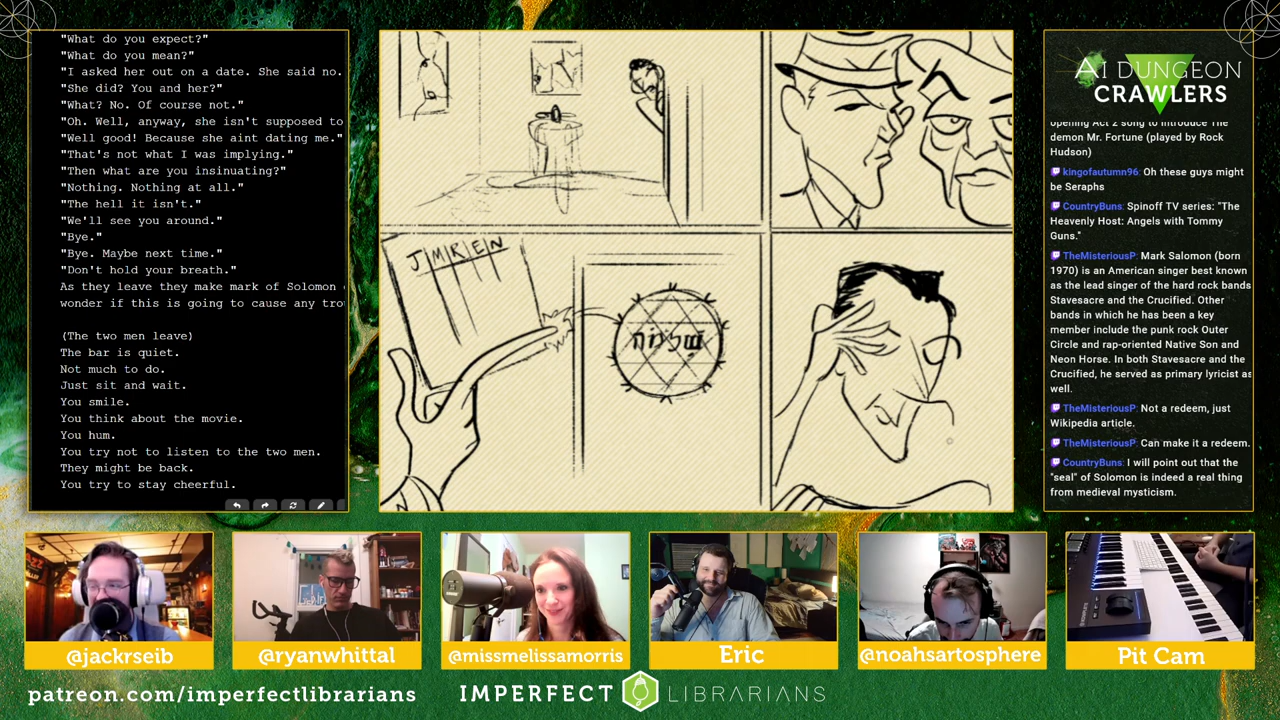 "What do you expect?"
"What do you mean?"
"I asked her out on a date. She said no.
"She did? You and her?"
"What? No. Of course not."
"Oh. Well, anyway, she isn't supposed to
"Well good! Because she aint dating me."
"That's not what I was implying."
"Then what are you insinuating?"
"Nothing. Nothing at all."
"The hell it isn't."
"We'll see you around."
"Bye."
"Bye. Maybe next time."
"Don't hold your breath."
As they leave they make mark of Solomon
wonder if this is going to cause any
(The two men leave)
The bar is quiet.
Not much to do.
Just sit and wait.
You smile.
You think about the movie.
You hum.
You try not to listen to the two men.
They might be back.
You try to stay cheerful.
JMREN
שלמה
AI DUNGEON
CRAWLERS
opening Act 2 song to introduce The
demon Mr. Fortune (played by Rock
Hudson)
kingofautumn96: Oh these guys might
be Seraphs
CountryBuns: Spinoff TV series: "The
Heavenly Host: Angels with Tommy
Guns."
TheMisteriousP: Mark Salomon (born
1970) is an American singer best known
as the lead singer of the hard rock bands
Stavesacre and the Crucified. Other
bands in which he has been a key
member include the punk rock Outer
Circle and rap-oriented Native Son and
Neon Horse. In both Stavesacre and the
Crucified, he served as primary lyricist as
well.
TheMisteriousP: Not a redeem, just
Wikipedia article.
TheMisteriousP: Can make it a redeem.
CountryBuns: I will point out that the
"seal" of Solomon is indeed a real thing
from medieval mysticism.
@jackrseib
@ryanwhittal
@missmelissamorris
Eric
@noahsartosphere
Pit Cam
patreon.com/imperfectlibrarians
IMPERFECT LIBRARIANS